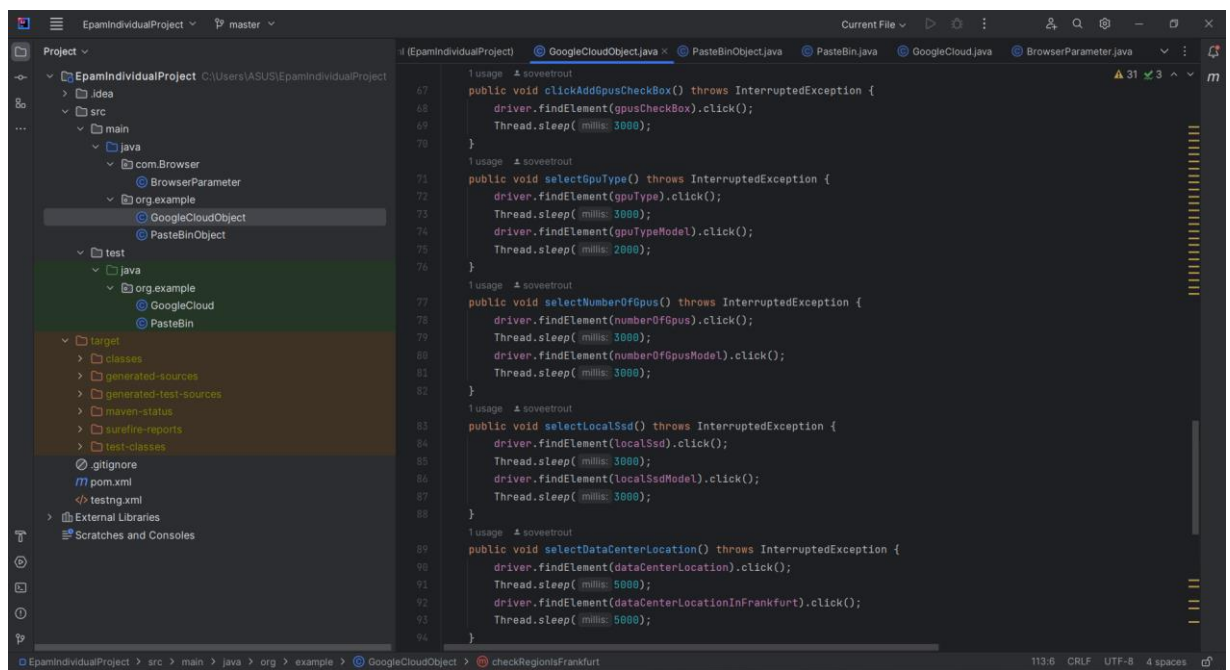 EpamIndividualProject master Current File
Project
EpamIndividualProject C:\Users\ASUS\EpamIndividualProject
.idea
src
main
java
com.Browser
BrowserParameter
org.example
GoogleCloudObject
PasteBinObject
test
java
org.example
GoogleCloud
PasteBin
target
classes
generated-sources
generated-test-sources
maven-status
surefire-reports
test-classes
.gitignore
pom.xml
testng.xml
External Libraries
Scratches and Consoles
(EpamIndividualProject) GoogleCloudObject.java PasteBinObject.java PasteBin.java GoogleCloud.java BrowserParameter.java
31 3
1 usage soveetrout
67 public void clickAddGpusCheckBox() throws InterruptedException {
68 driver.findElement(gpusCheckBox).click();
69 Thread.sleep( millis: 3000);
70 }
1 usage soveetrout
71 public void selectGpuType() throws InterruptedException {
72 driver.findElement(gpuType).click();
73 Thread.sleep( millis: 3000);
74 driver.findElement(gpuTypeModel).click();
75 Thread.sleep( millis: 2000);
76 }
1 usage soveetrout
77 public void selectNumberOfGpus() throws InterruptedException {
78 driver.findElement(numberOfGpus).click();
79 Thread.sleep( millis: 3000);
80 driver.findElement(numberOfGpusModel).click();
81 Thread.sleep( millis: 3000);
82 }
1 usage soveetrout
83 public void selectLocalSsd() throws InterruptedException {
84 driver.findElement(localSsd).click();
85 Thread.sleep( millis: 3000);
86 driver.findElement(localSsdModel).click();
87 Thread.sleep( millis: 3000);
88 }
1 usage soveetrout
89 public void selectDataCenterLocation() throws InterruptedException {
90 driver.findElement(dataCenterLocation).click();
91 Thread.sleep( millis: 5000);
92 driver.findElement(dataCenterLocationInFrankfurt).click();
93 Thread.sleep( millis: 5000);
94 }
EpamIndividualProject > src > main > java > org > example > GoogleCloudObject > checkRegionIsFrankfurt 113:6 CRLF UTF-8 4 spaces